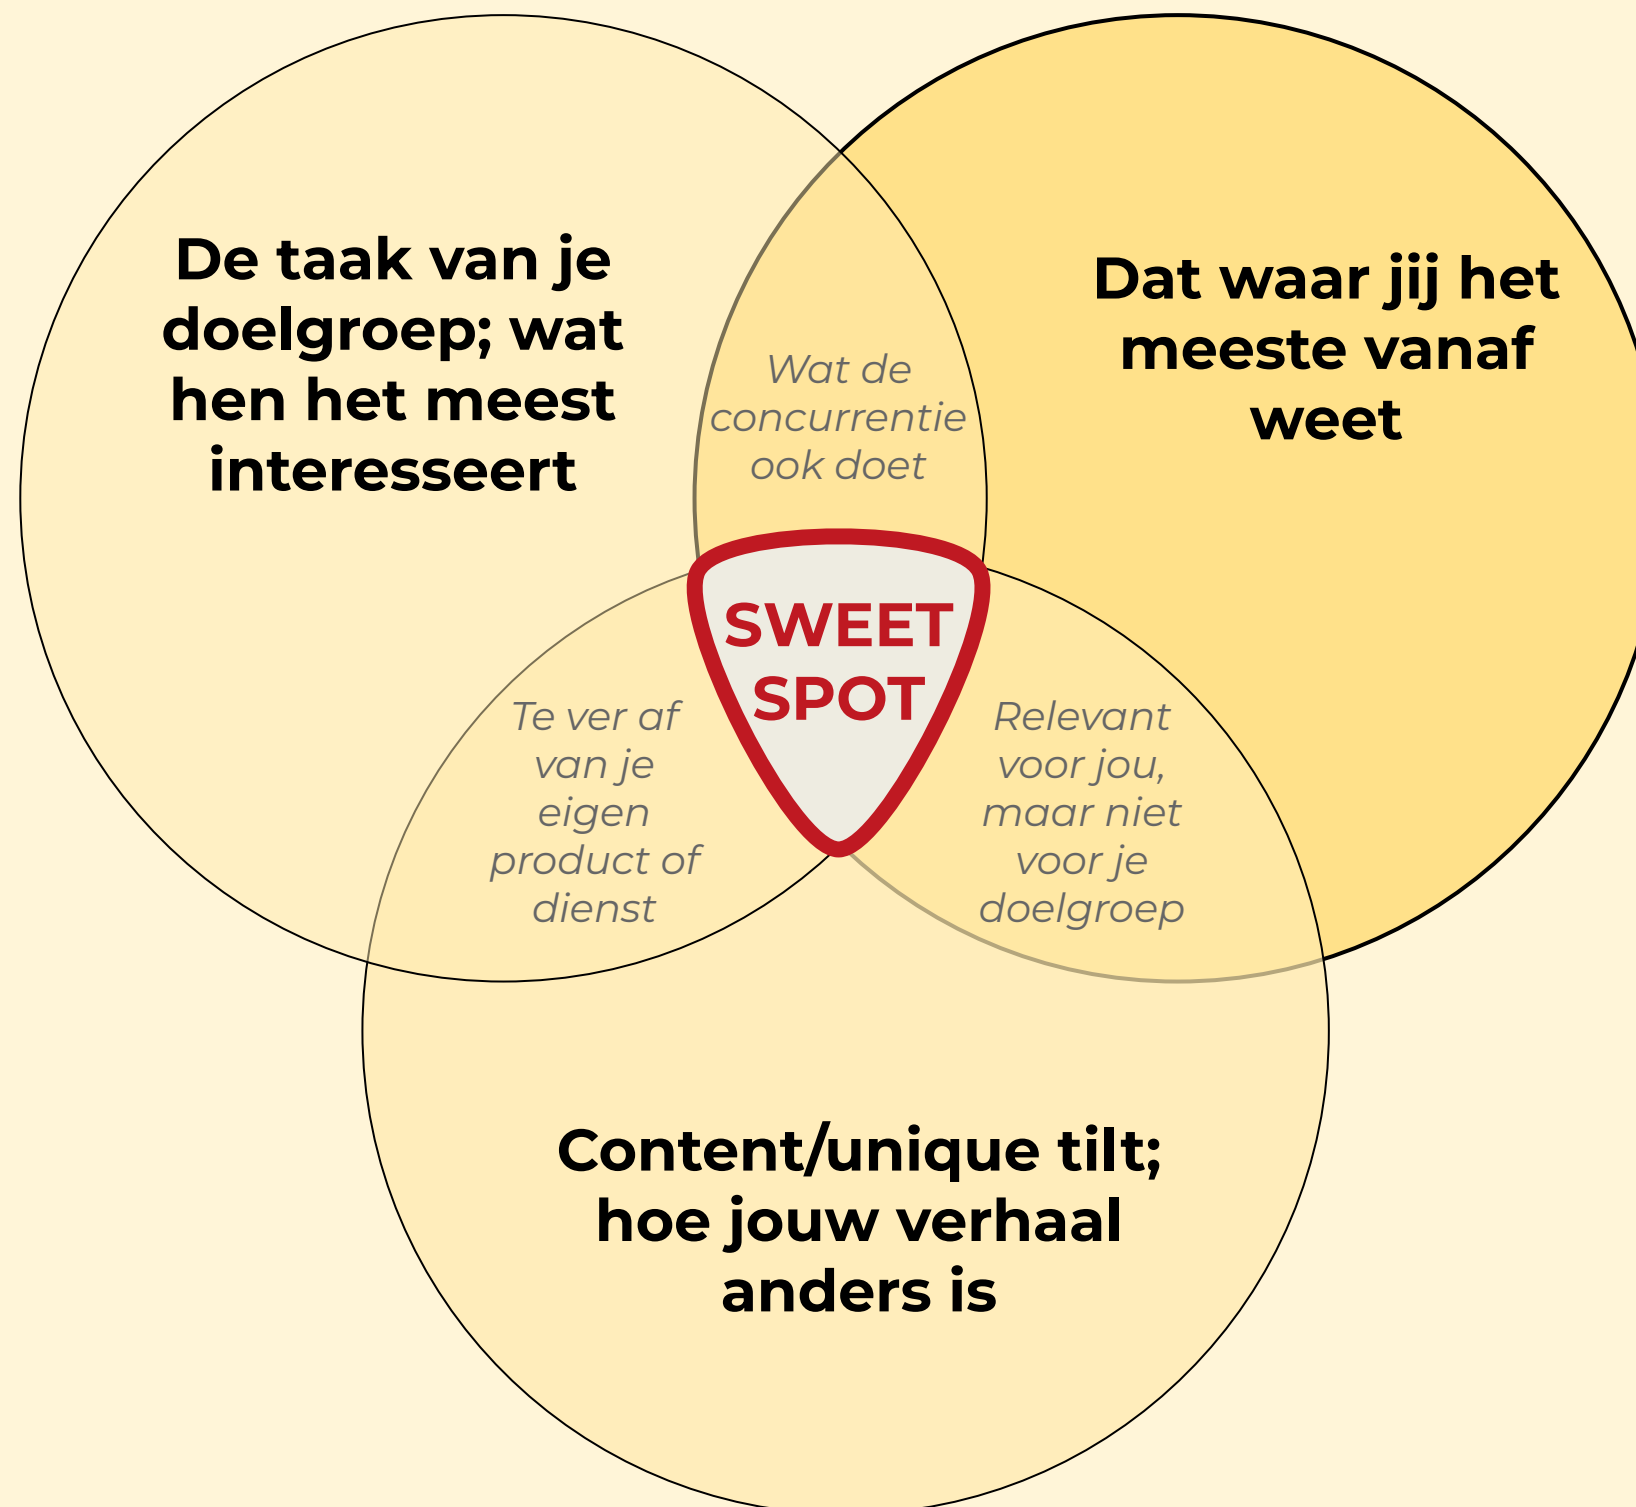 De taak van je
doelgroep; wat
hen het meest
interesseert
Dat waar jij het
meeste vanaf
weet
Wat de
concurrentie
ook doet
SWEET
SPOT
Te ver af
van je
eigen
product of
dienst
Relevant
voor jou,
maar niet
voor je
doelgroep
Content/unique tilt;
hoe jouw verhaal
anders is